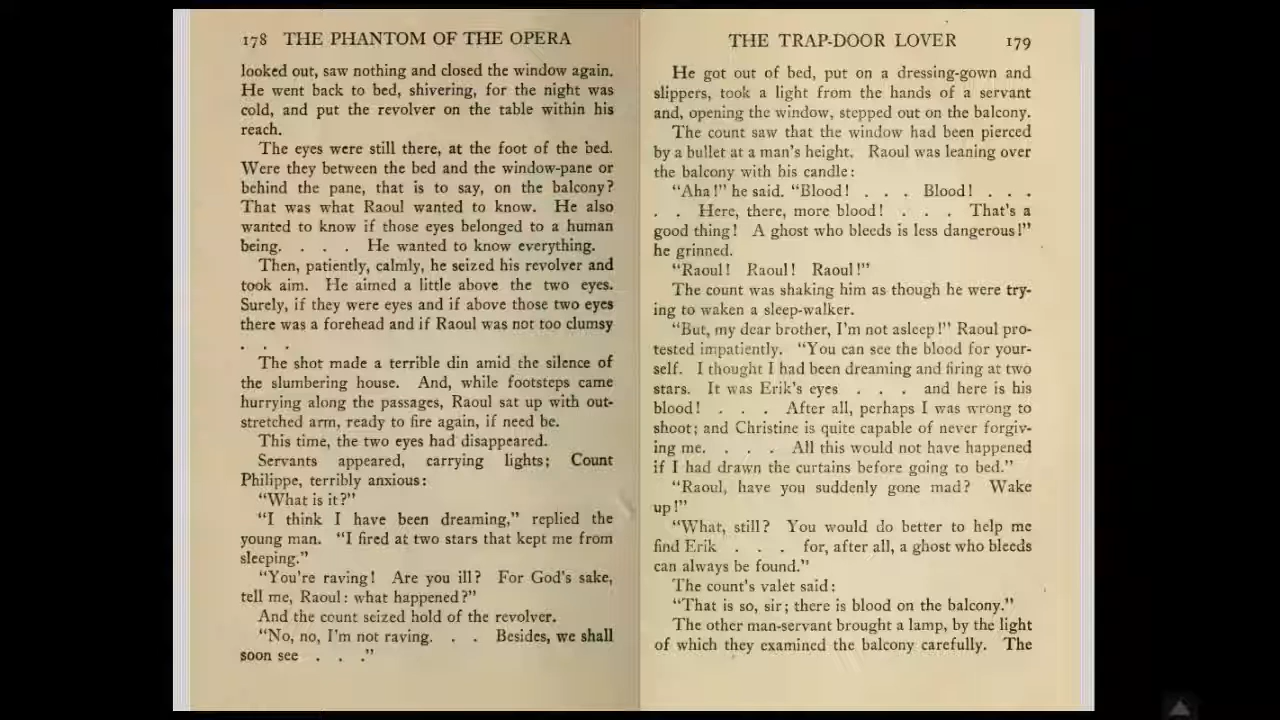 178 THE PHANTOM OF THE OPERA
looked out, saw nothing and closed the window again.
He went back to bed, shivering, for the night was
cold, and put the revolver on the table within his
reach.
The eyes were still there, at the foot of the bed.
Were they between the bed and the window-pane or
behind the pane, that is to say, on the balcony?
That was what Raoul wanted to know. He also
wanted to know if those eyes belonged to a human
being. . . . He wanted to know everything.
Then, patiently, calmly, he seized his revolver and
took aim. He aimed a little above the two eyes.
Surely, if they were eyes and if above those two eyes
there was a forehead and if Raoul was not too clumsy
. . .
The shot made a terrible din amid the silence of
the slumbering house. And, while footsteps came
hurrying along the passages, Raoul sat up with out-
stretched arm, ready to fire again, if need be.
This time, the two eyes had disappeared.
Servants appeared, carrying lights; Count
Philippe, terribly anxious:
"What is it?"
"I think I have been dreaming," replied the
young man. "I fired at two stars that kept me from
sleeping."
"You're raving! Are you ill? For God's sake,
tell me, Raoul: what happened?"
And the count seized hold of the revolver.
"No, no, I'm not raving. . . Besides, we shall
soon see . . ."
THE TRAP-DOOR LOVER 179
He got out of bed, put on a dressing-gown and
slippers, took a light from the hands of a servant
and, opening the window, stepped out on the balcony.
The count saw that the window had been pierced
by a bullet at a man's height. Raoul was leaning over
the balcony with his candle:
"Aha!" he said. "Blood! . . . Blood! . . .
. . Here, there, more blood! . . . That's a
good thing! A ghost who bleeds is less dangerous!"
he grinned.
"Raoul! Raoul! Raoul!"
The count was shaking him as though he were try-
ing to waken a sleep-walker.
"But, my dear brother, I'm not asleep!" Raoul pro-
tested impatiently. "You can see the blood for your-
self. I thought I had been dreaming and firing at two
stars. It was Erik's eyes . . . and here is his
blood! . . . After all, perhaps I was wrong to
shoot; and Christine is quite capable of never forgiv-
ing me. . . . All this would not have happened
if I had drawn the curtains before going to bed."
"Raoul, have you suddenly gone mad? Wake
up!"
"What, still? You would do better to help me
find Erik . . . for, after all, a ghost who bleeds
can always be found."
The count's valet said:
"That is so, sir; there is blood on the balcony."
The other man-servant brought a lamp, by the light
of which they examined the balcony carefully. The